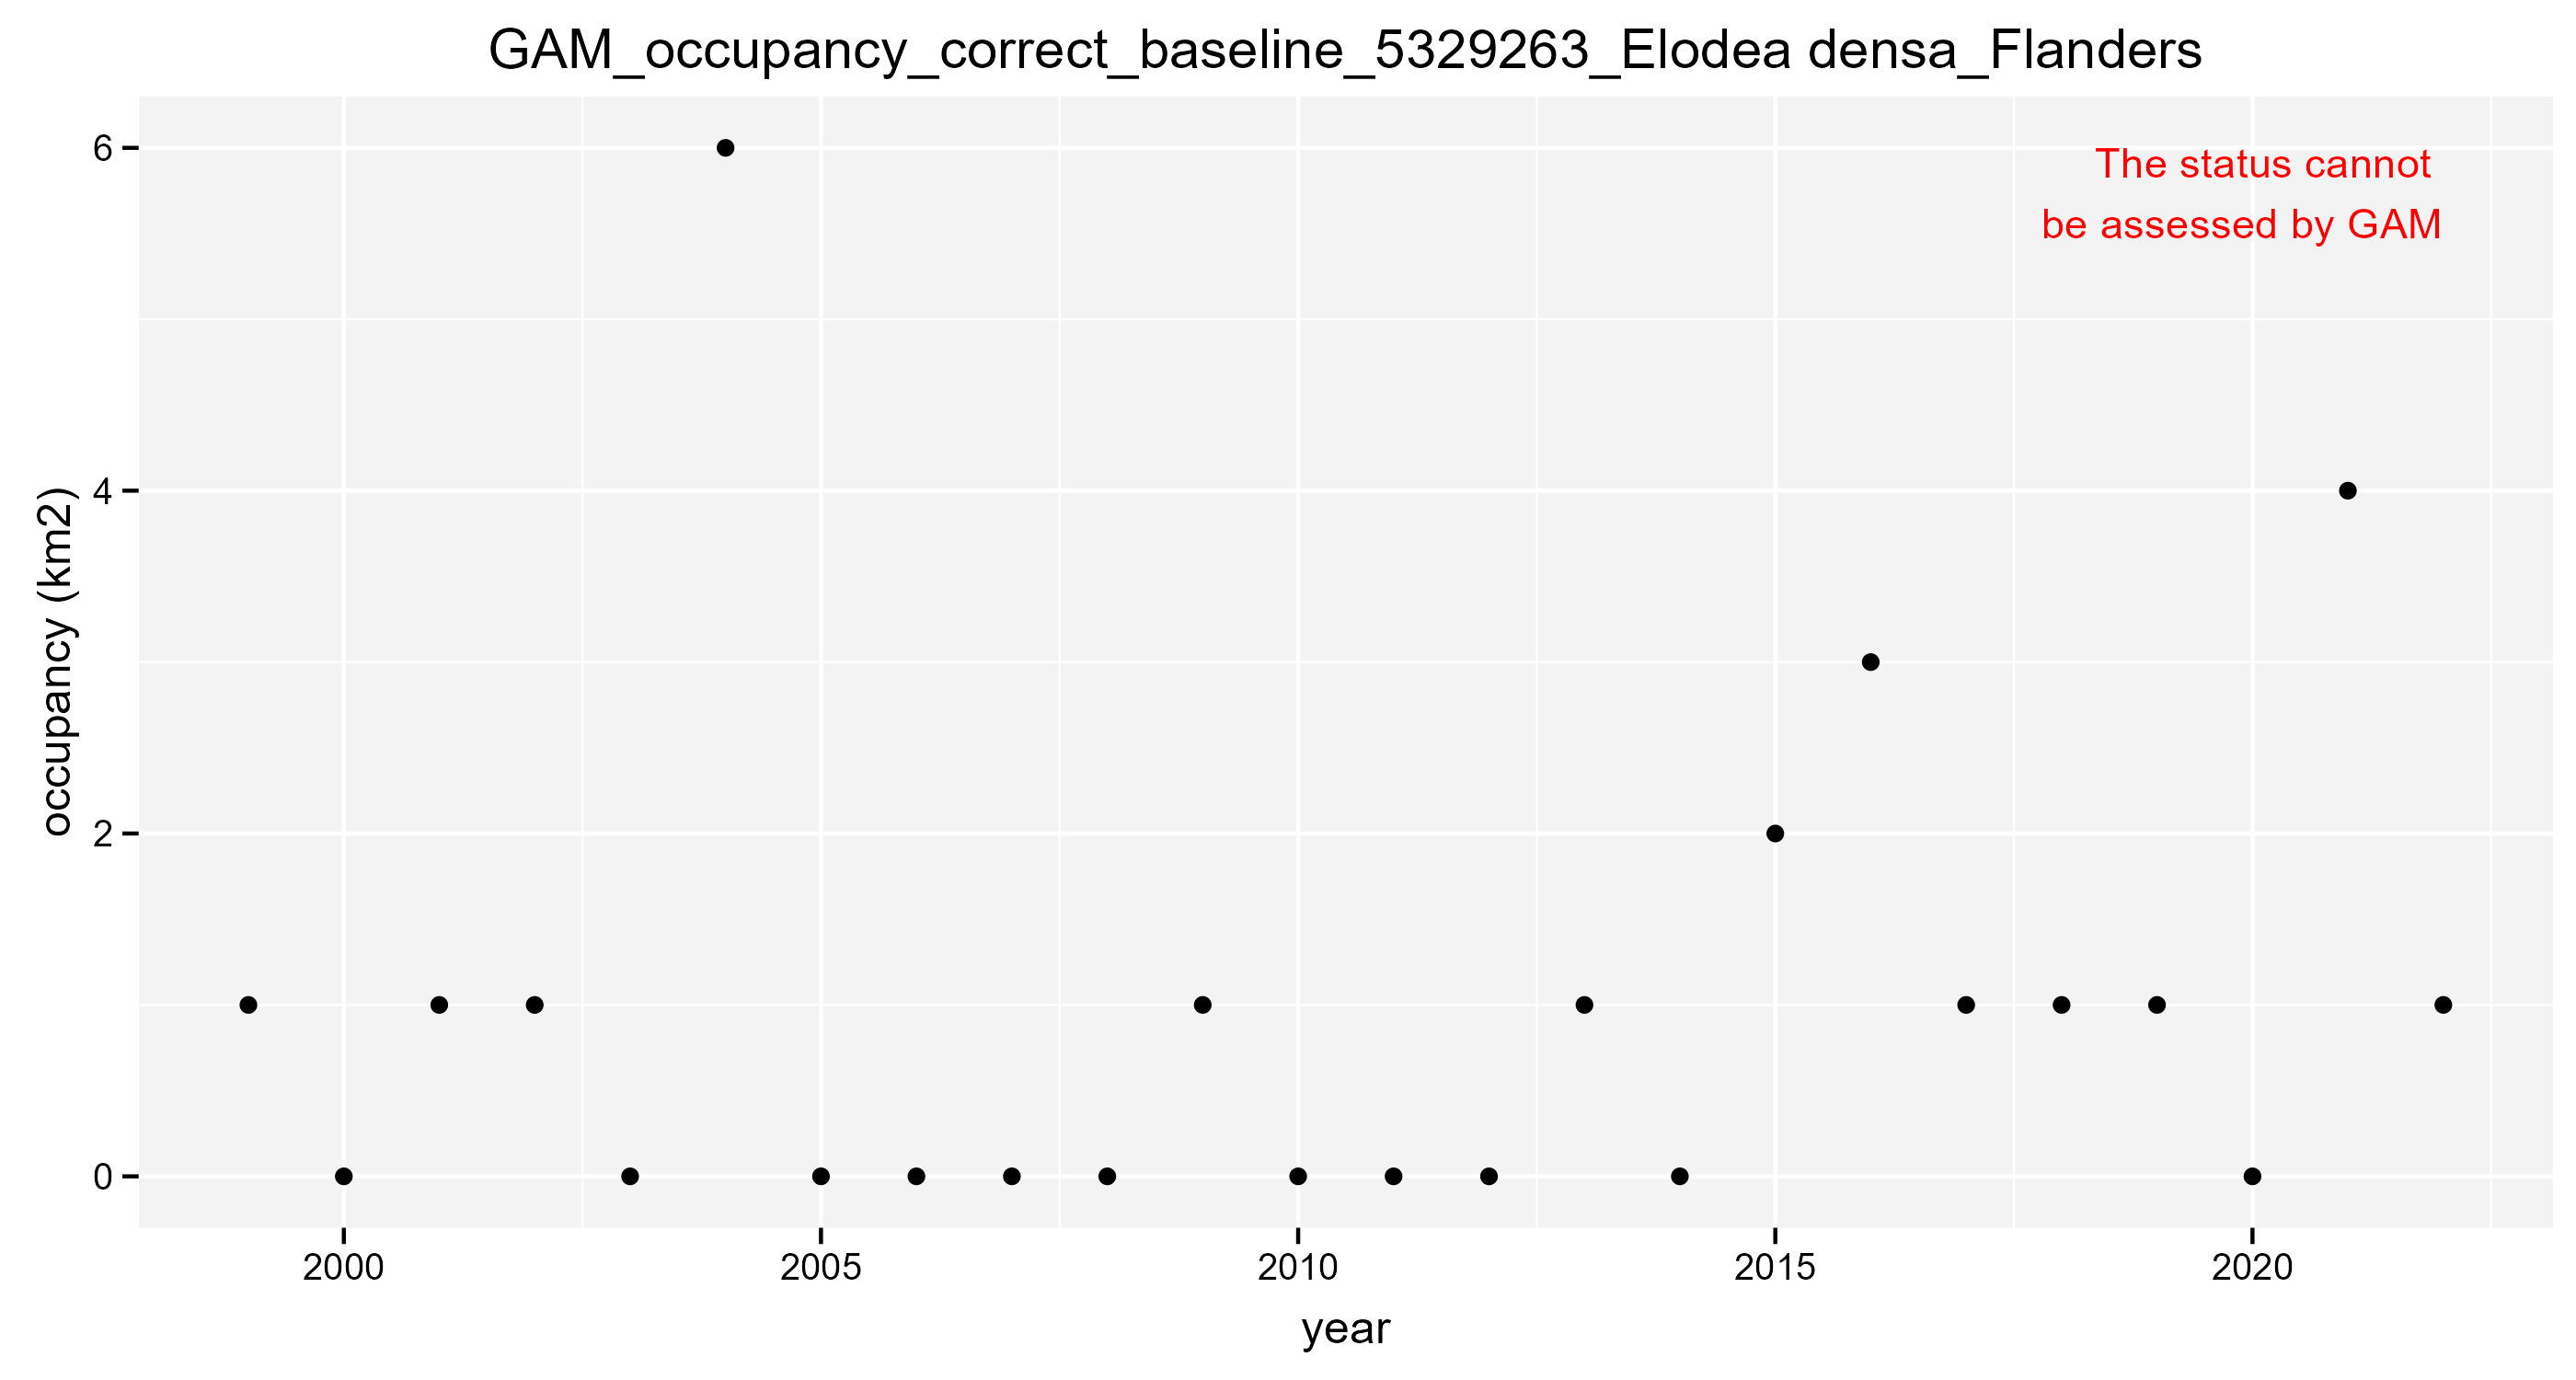 GAM_occupancy_correct_baseline_5329263_Elodea densa_Flanders
The status cannot
be assessed by GAM
occupancy (km2)
6
4
2
0
2000 2005 2010 2015 2020
year